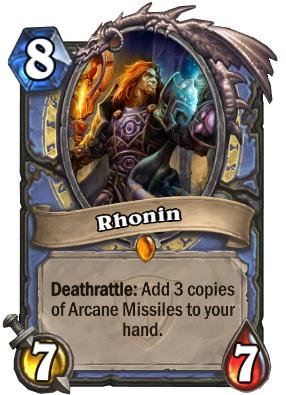 8
Rhonin
Deathrattle: Add 3 copies
of Arcane Missiles to your
hand.
7
7